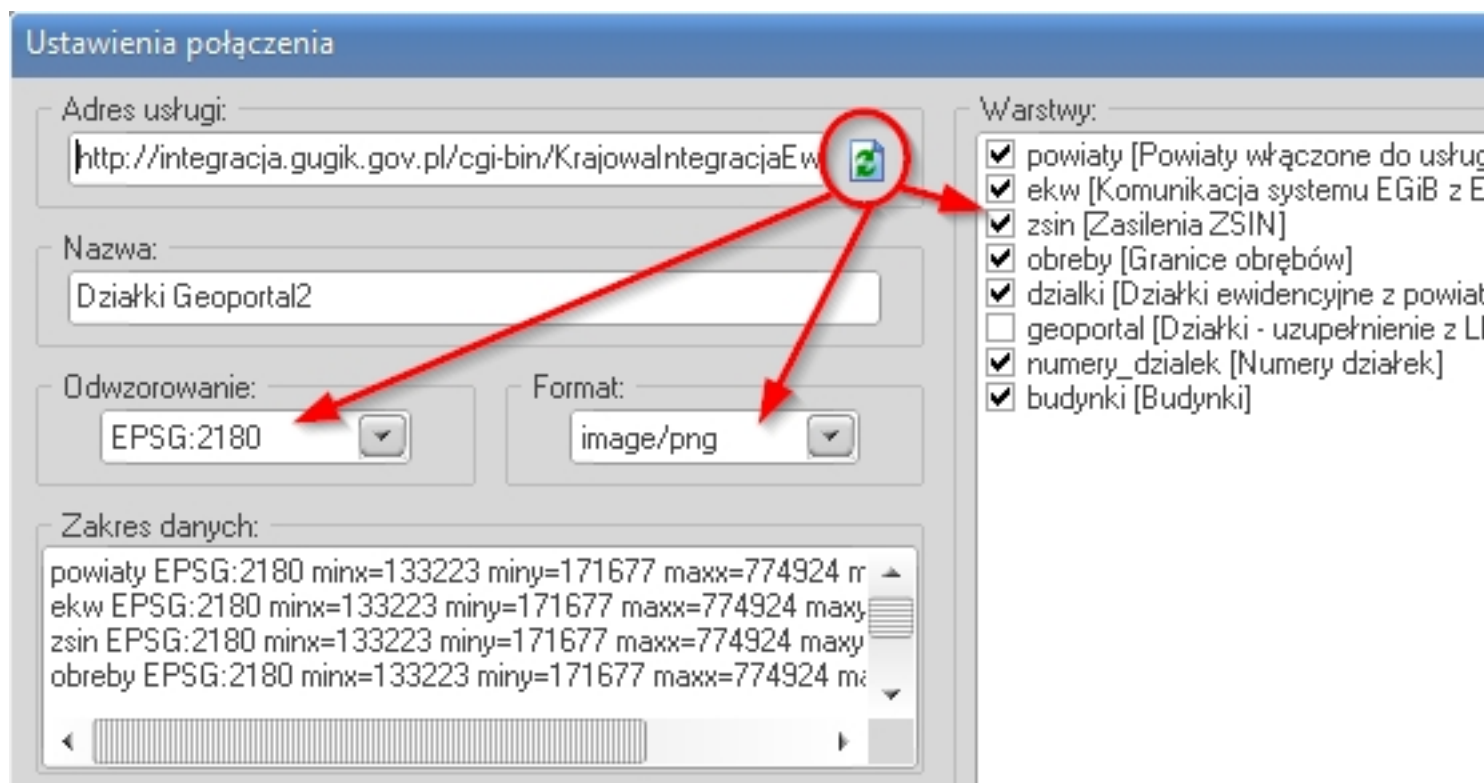 Ustawienia połączenia
Adres usługi:
http://integracja.gugik.gov.pl/cgi-bin/KrajowaIntegracjaEw
Nazwa:
Działki Geoportal2
Odwzorowanie:
EPSG:2180
Format:
image/png
Zakres danych:
powiaty EPSG:2180 minx=133223 miny=171677 maxx=774924
ekw EPSG:2180 minx=133223 miny=171677 maxx=774924 maxy
zsin EPSG:2180 minx=133223 miny=171677 maxx=774924 maxy
obreby EPSG:2180 minx=133223 miny=171677 maxx=774924
Warstwy:
powiaty [Powiaty włączone do usług
ekw [Komunikacja systemu EGiB z E
zsin [Zasilenia ZSIN]
obreby [Granice obrębów]
dzialki [Działki ewidencyjne z powiat
geoportal [Działki - uzupełnienie z
numery_dzialek [Numery działek]
budynki [Budynki]